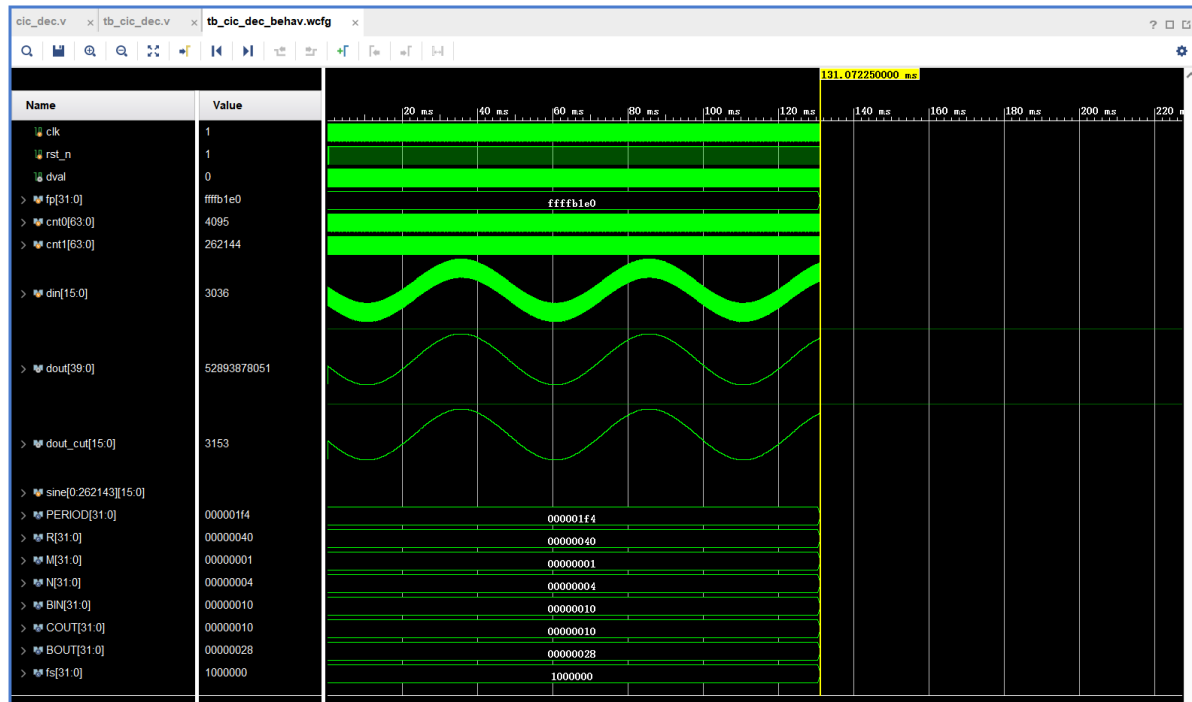 cic_dec.v × tb_cic_dec.v × tb_cic_dec_behav.wcfg ×
131.072250000 ms
Name Value
20 ms 40 ms 60 ms 80 ms 100 ms 120 ms 140 ms 160 ms 180 ms 200 ms 220
clk 1
rst_n 1
dval 0
fp[31:0] ffffb1e0 ffffb1e0
cnt0[63:0] 4095
cnt1[63:0] 262144
din[15:0] 3036
dout[39:0] 52893878051
dout_cut[15:0] 3153
sine[0:262143][15:0]
PERIOD[31:0] 000001f4 000001f4
R[31:0] 00000040 00000040
M[31:0] 00000001 00000001
N[31:0] 00000004 00000004
BIN[31:0] 00000010 00000010
COUT[31:0] 00000010 00000010
BOUT[31:0] 00000028 00000028
fs[31:0] 1000000 1000000